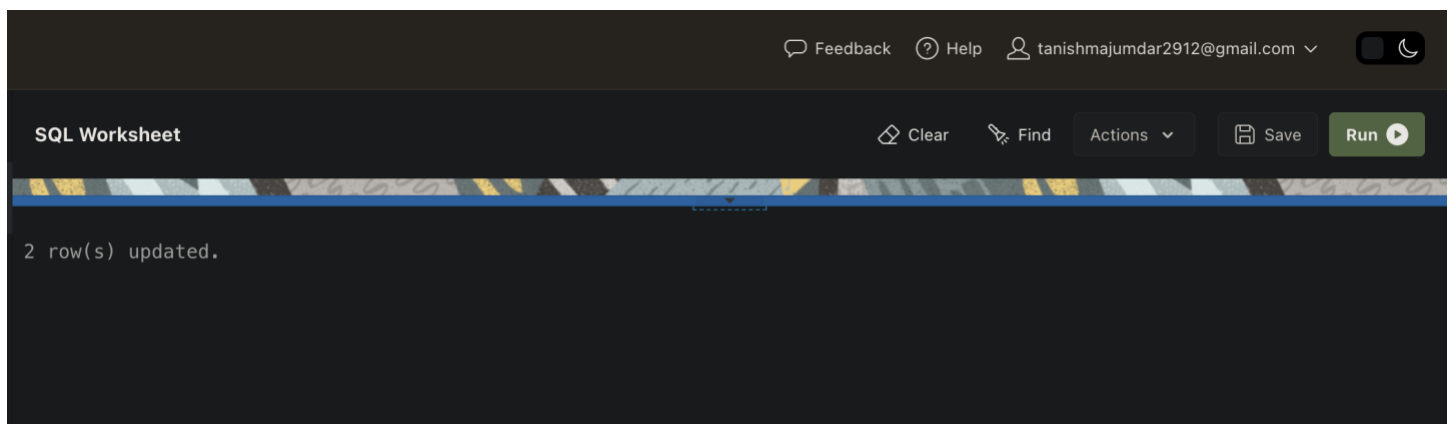 Feedback Help tanishmajumdar2912@gmail.com
SQL Worksheet Clear Find Actions Save Run
2 row(s) updated.